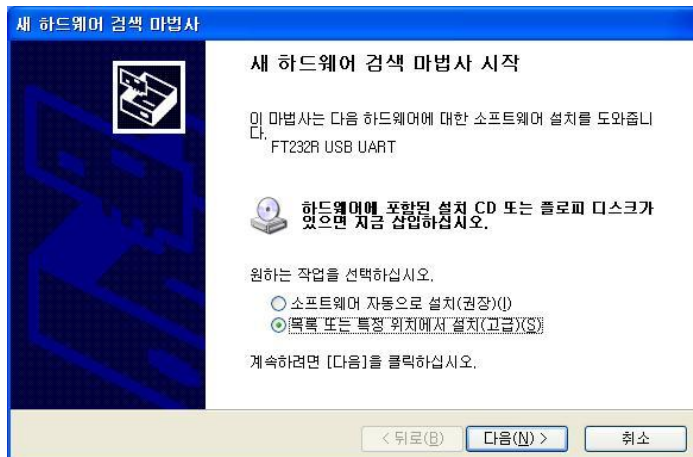 새 하드웨어 검색 마법사
새 하드웨어 검색 마법사 시작
이 마법사는 다음 하드웨어에 대한 소프트웨어 설치를 도와줍니
다.
FT232R USB UART
하드웨어에 포함된 설치 CD 또는 플로피 디스크가
있으면 지금 삽입하십시오.
원하는 작업을 선택하십시오.
소프트웨어 자동으로 설치(권장)(I)
목록 또는 특정 위치에서 설치(고급)(S)
계속하려면 [다음]을 클릭하십시오.
< 뒤로(B) 다음(N) > 취소